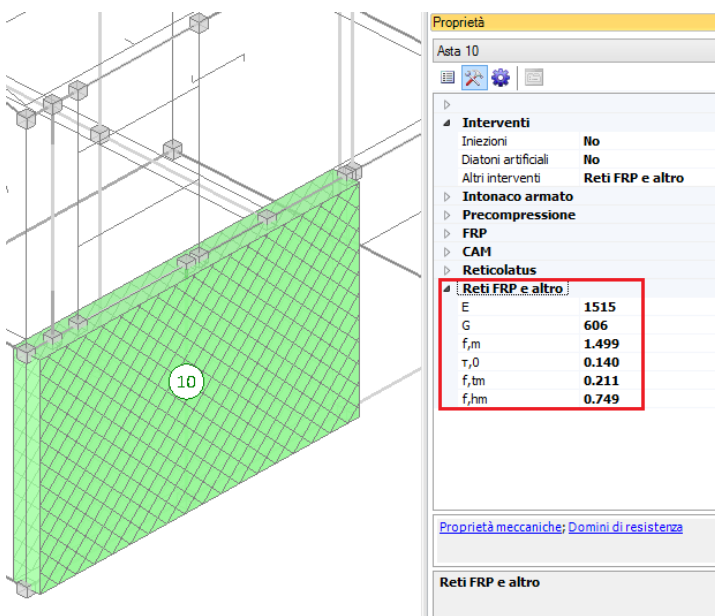 Proprietà
Asta 10
Interventi
Iniezioni No
Diatoni artificiali No
Altri interventi Reti FRP e altro
Intonaco armato
Precompressione
FRP
CAM
Reticolatus
Reti FRP e altro
E 1515
G 606
f,m 1.499
τ,0 0.140
f,tm 0.211
f,hm 0.749
10
Proprietà meccaniche; Domini di resistenza
Reti FRP e altro